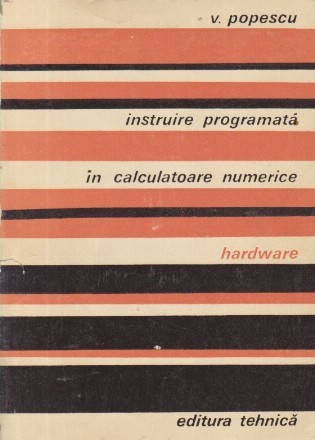 v. popescu
instruire programată
în calculatoare numerice
hardware
editura tehnică